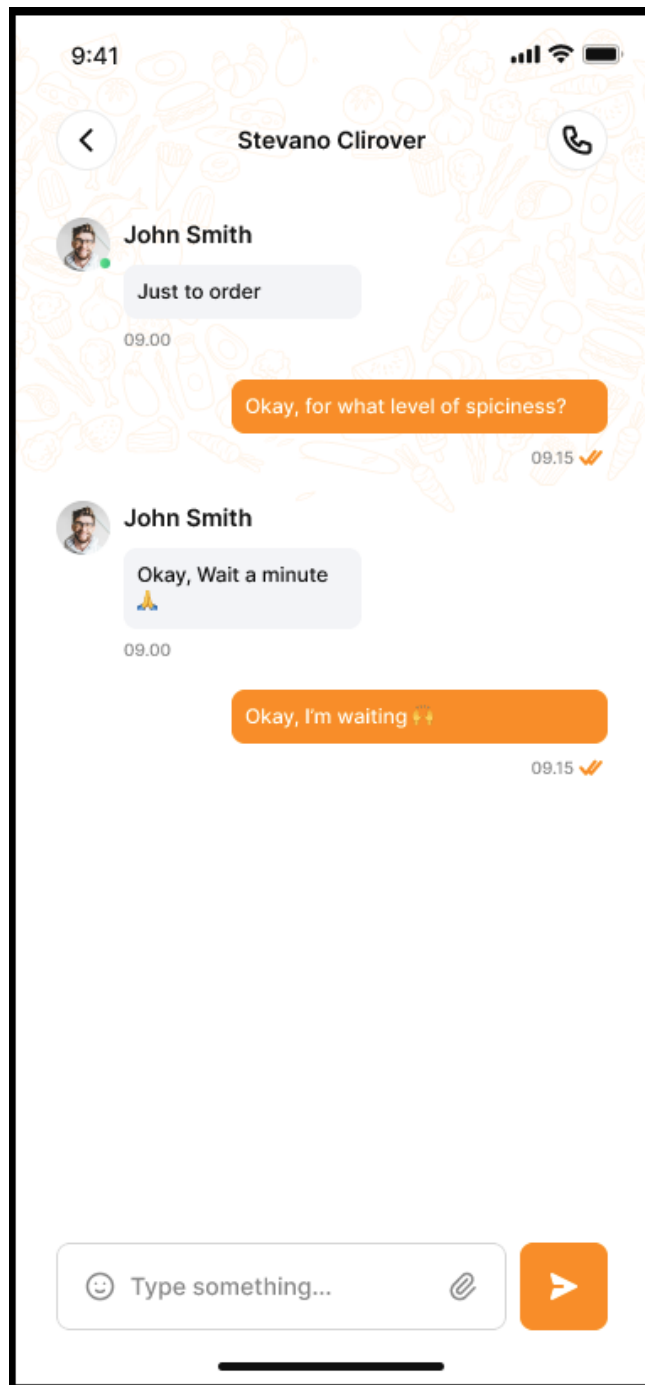 9:41
Stevano Clirover
John Smith
Just to order
09.00
Okay, for what level of spiciness?
09.15
John Smith
Okay, Wait a minute
🙏
09.00
Okay, I'm waiting 🙌
09.15
Type something...